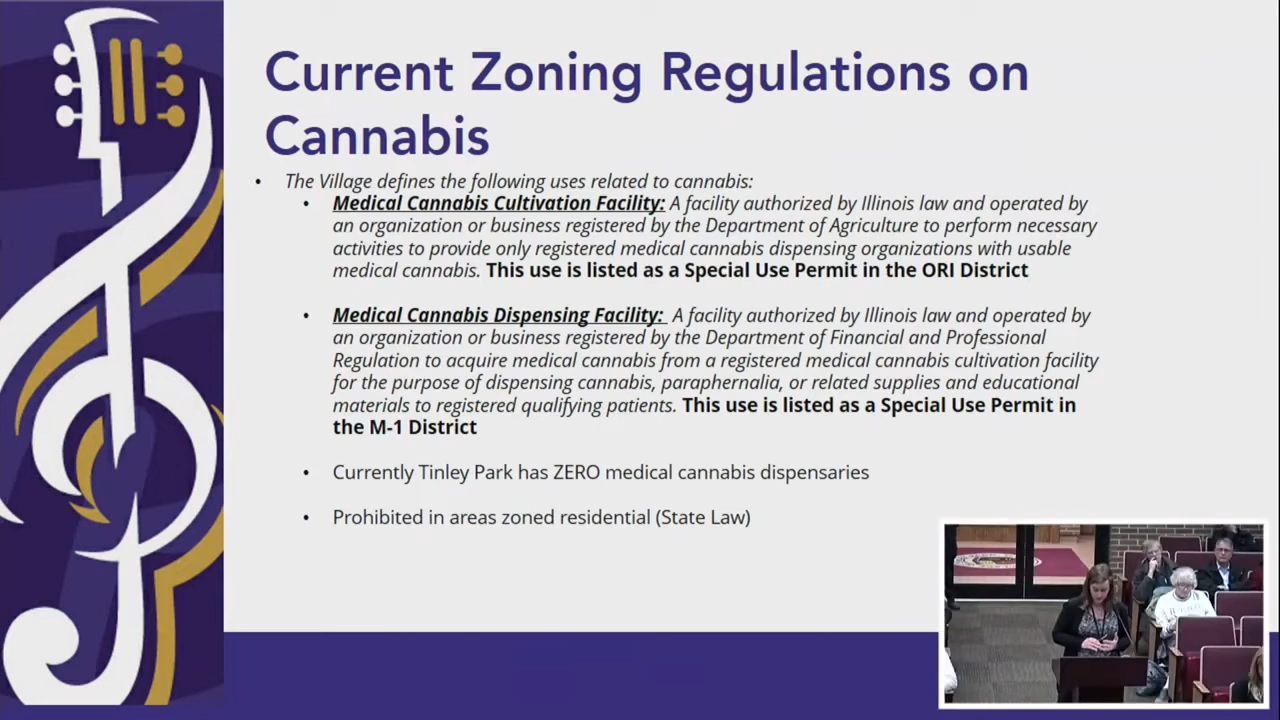 Current Zoning Regulations on
Cannabis
• The Village defines the following uses related to cannabis:
• Medical Cannabis Cultivation Facility: A facility authorized by Illinois law and operated by
an organization or business registered by the Department of Agriculture to perform necessary
activities to provide only registered medical cannabis dispensing organizations with usable
medical cannabis. This use is listed as a Special Use Permit in the ORI District
• Medical Cannabis Dispensing Facility: A facility authorized by Illinois law and operated by
an organization or business registered by the Department of Financial and Professional
Regulation to acquire medical cannabis from a registered medical cannabis cultivation facility
for the purpose of dispensing cannabis, paraphernalia, or related supplies and educational
materials to registered qualifying patients. This use is listed as a Special Use Permit in
the M-1 District
• Currently Tinley Park has ZERO medical cannabis dispensaries
• Prohibited in areas zoned residential (State Law)